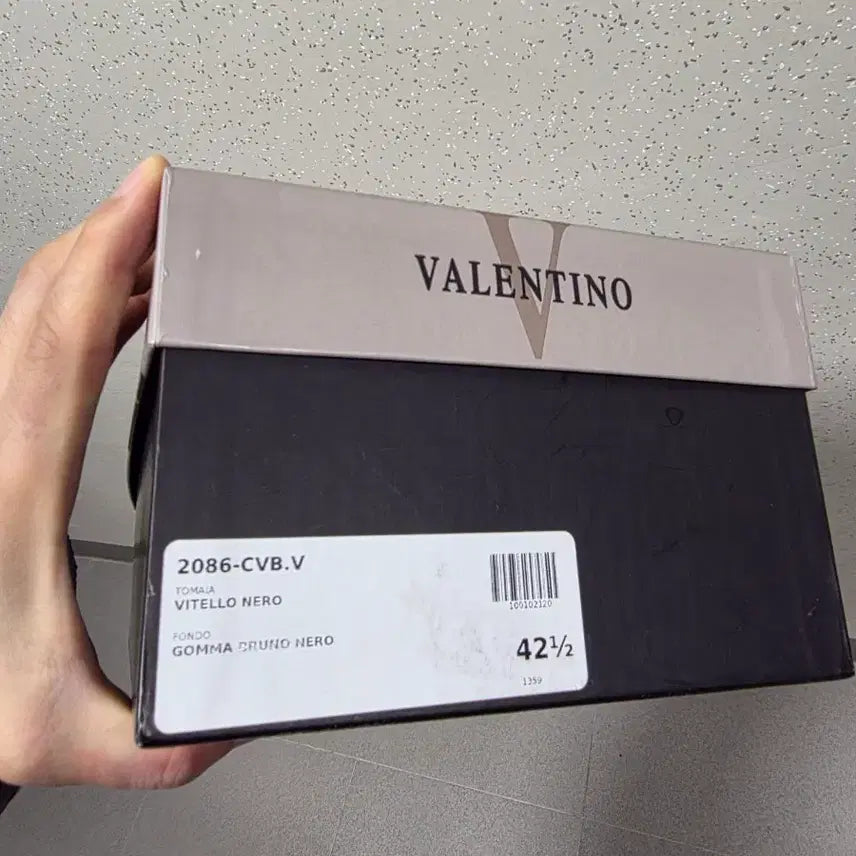 VALENTINO
2086-CVB.V
TOMAIA
VITELLO NERO
100102120
FONDO
GOMMA BRUNO NERO
42½
1359